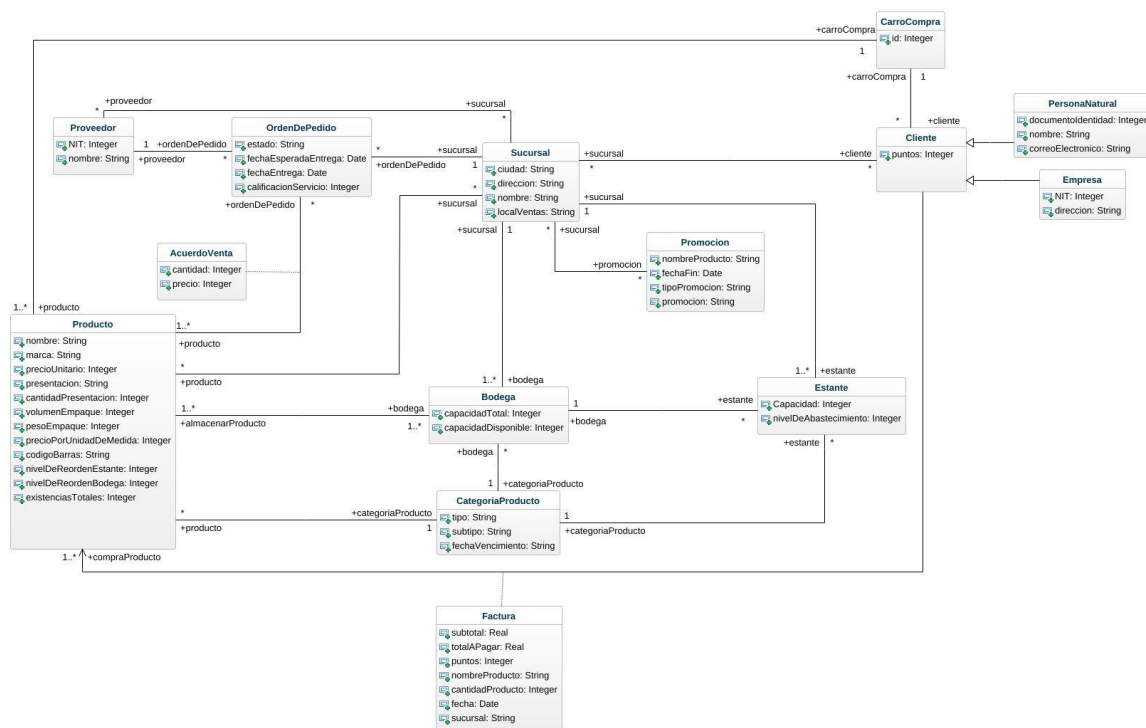 CarroCompra
id: Integer
+carroCompra
1
+carroCompra 1
+proveedor
*
+sucursal
*
PersonaNatural
documentoIdentidad: Integer
nombre: String
correoElectronico: String
+cliente
*
Proveedor
NIT: Integer
nombre: String
1 +ordenDePedido
+proveedor *
OrdenDePedido
estado: String
fechaEsperadaEntrega: Date
fechaEntrega: Date
calificacionServicio: Integer
* +sucursal
+ordenDePedido 1
Sucursal
ciudad: String
direccion: String
nombre: String
localVentas: String
+sucursal
*
+cliente
*
Cliente
puntos: Integer
Empresa
NIT: Integer
direccion: String
+ordenDePedido *
*
+sucursal
+sucursal
1
+sucursal 1
* +sucursal
+promocion
*
Promocion
nombreProducto: String
fechaFin: Date
tipoPromocion: String
promocion: String
AcuerdoVenta
cantidad: Integer
precio: Integer
1..* +producto
Producto
nombre: String
marca: String
precioUnitario: Integer
presentacion: String
cantidadPresentacion: Integer
volumenEmpaque: Integer
pesoEmpaque: Integer
precioPorUnidadDeMedida: Integer
codigoBarras: String
nivelDeReordenEstante: Integer
nivelDeReordenBodega: Integer
existenciasTotales: Integer
1..*
+producto
*
+producto
1..* +bodega
1..* +estante
Bodega
capacidadTotal: Integer
capacidadDisponible: Integer
Estante
Capacidad: Integer
nivelDeAbastecimiento: Integer
1..* +bodega
+almacenarProducto 1..*
1 +estante
+bodega *
+estante *
+bodega *
1 +categoriaProducto
CategoriaProducto
tipo: String
subtipo: String
fechaVencimiento: String
* +categoriaProducto
+producto 1
1
+categoriaProducto
1..* +compraProducto
Factura
subtotal: Real
totalAPagar: Real
puntos: Integer
nombreProducto: String
cantidadProducto: Integer
fecha: Date
sucursal: String